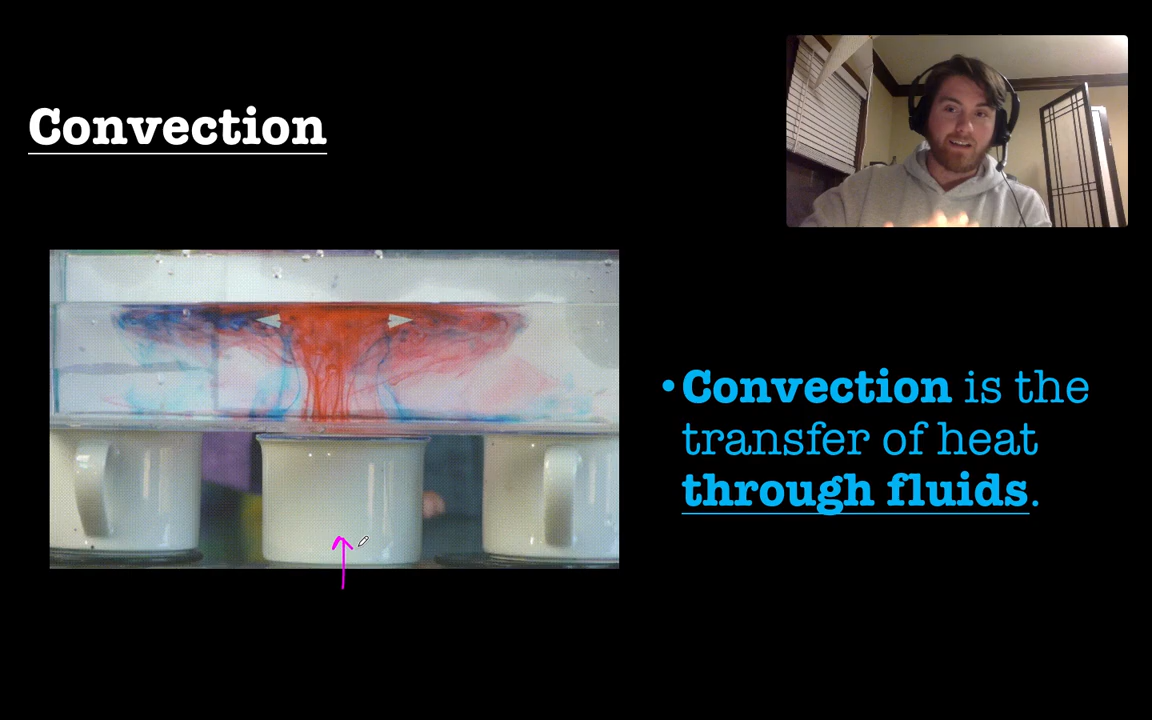 Convection
• Convection is the
transfer of heat
through fluids.